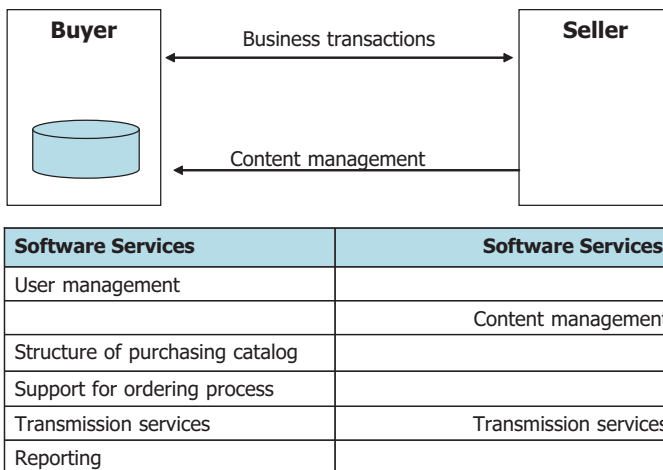 Buyer
Business transactions
Seller
Content management
Software Services
Software Services
User management
Content management
Structure of purchasing catalog
Support for ordering process
Transmission services
Transmission services
Reporting